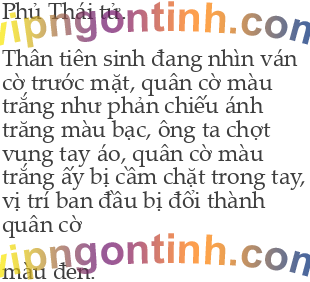 Phủ Thái tử.
vipngontinh.com
Thân tiên sinh đang nhìn ván
cờ trước mặt, quân cờ màu
trắng như phản chiếu ánh
trăng màu bạc, ông ta chợt
vung tay áo, quân cờ màu
trắng ấy bị cầm chặt trong tay,
vị trí ban đầu bị đổi thành
quân cờ
vipngontinh.com
màu đen.